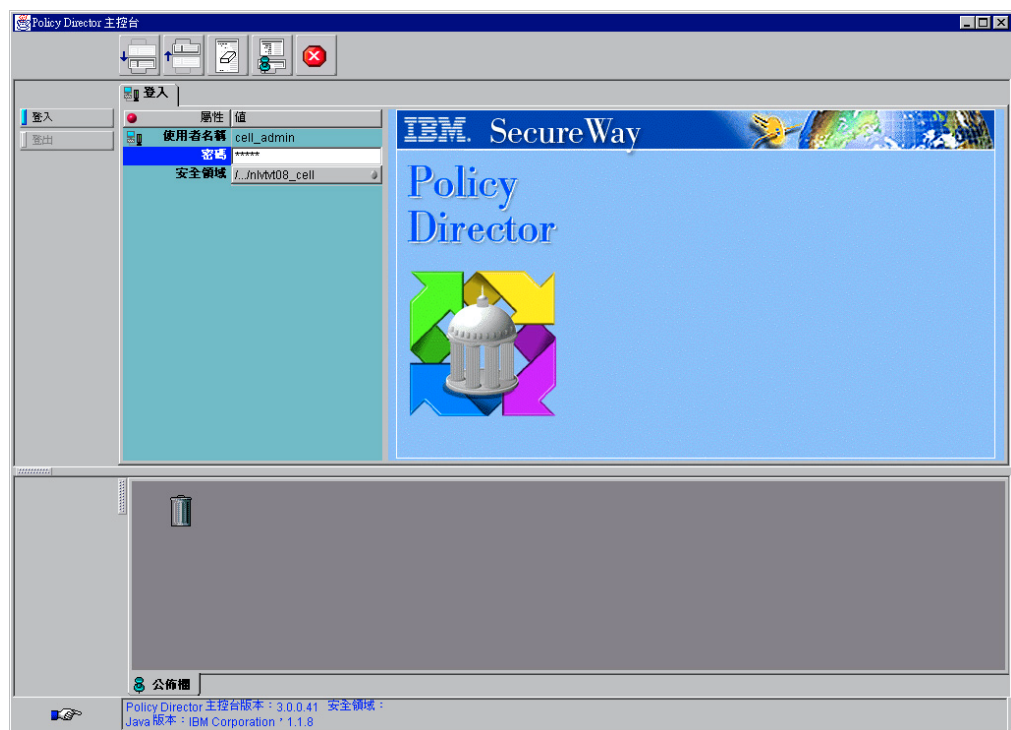 Policy Director 主控台
登入
登入
登出
屬性 值
使用者名稱 cell_admin
密碼 *****
安全領域 /.../nlvtvt08_cell
IBM. SecureWay
Policy
Director
公佈欄
Policy Director 主控台版本：3.0.0.41 安全領域：
Java 版本：IBM Corporation，1.1.8